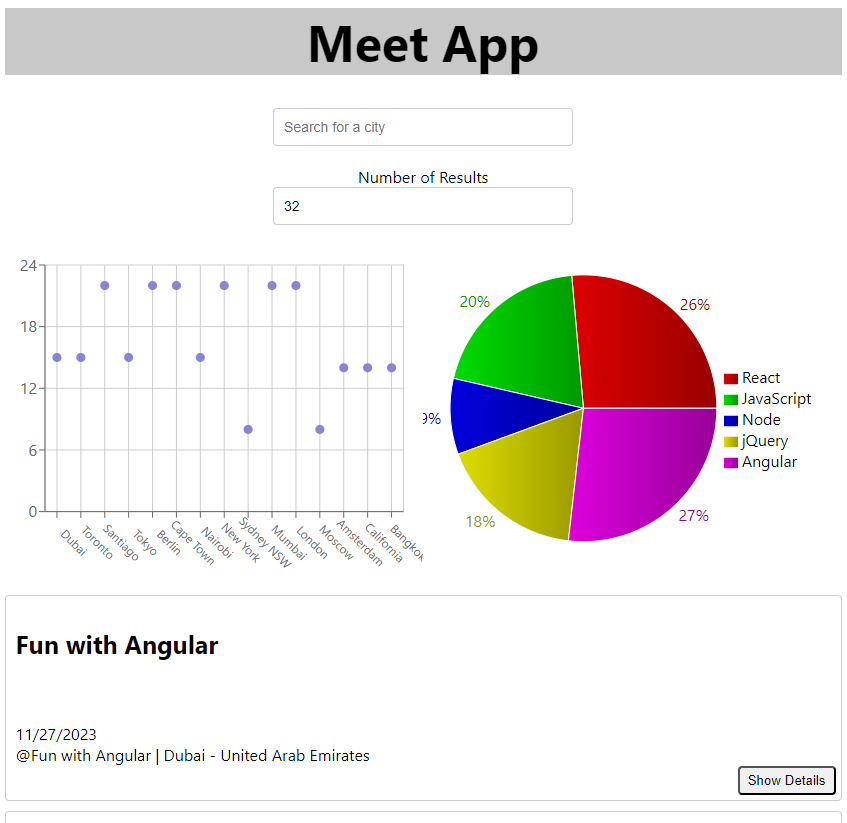 Meet App
Search for a city
Number of Results
32
24
18
12
6
0
Dubai
Toronto
Santiago
Tokyo
Berlin
Cape Town
Nairobi
New York
Sydney NSW
Mumbai
London
Moscow
Amsterdam
California
20%
26%
9%
18%
27%
React
JavaScript
Node
jQuery
Angular
Fun with Angular
11/27/2023
@Fun with Angular | Dubai - United Arab Emirates
Show Details